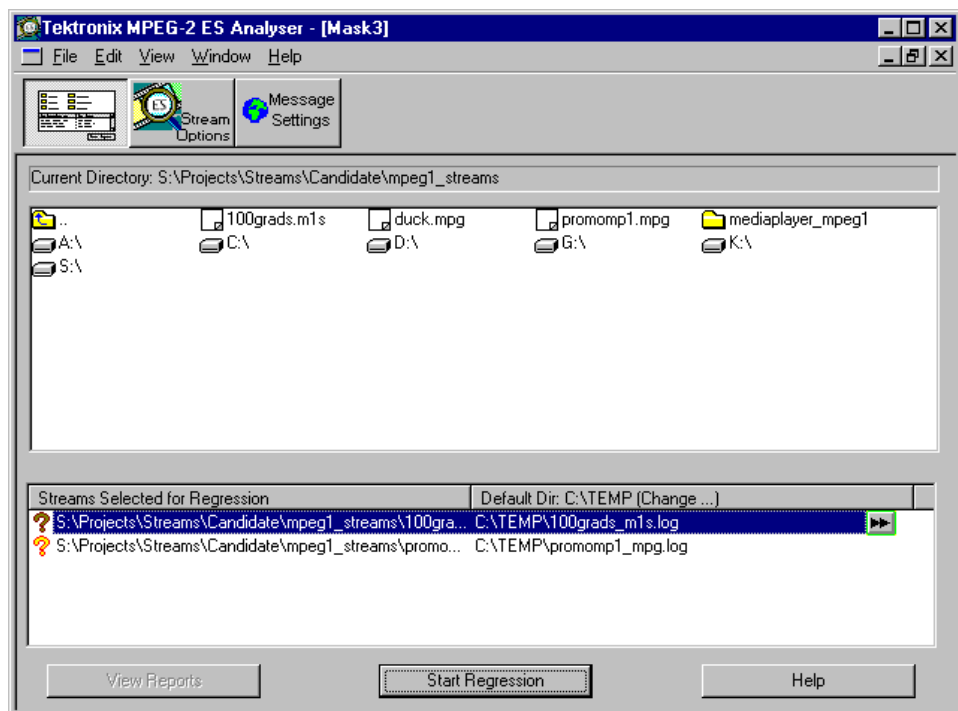 Tektronix MPEG-2 ES Analyser - [Mask3]
File Edit View Window Help
ES Stream Options
Message Settings
Current Directory: S:\Projects\Streams\Candidate\mpeg1_streams
.. 100grads.m1s duck.mpg promomp1.mpg mediaplayer_mpeg1
A:\ C:\ D:\ G:\ K:\
S:\
Streams Selected for Regression Default Dir: C:\TEMP (Change ...)
S:\Projects\Streams\Candidate\mpeg1_streams\100gra... C:\TEMP\100grads_m1s.log
S:\Projects\Streams\Candidate\mpeg1_streams\promo... C:\TEMP\promomp1_mpg.log
View Reports Start Regression Help